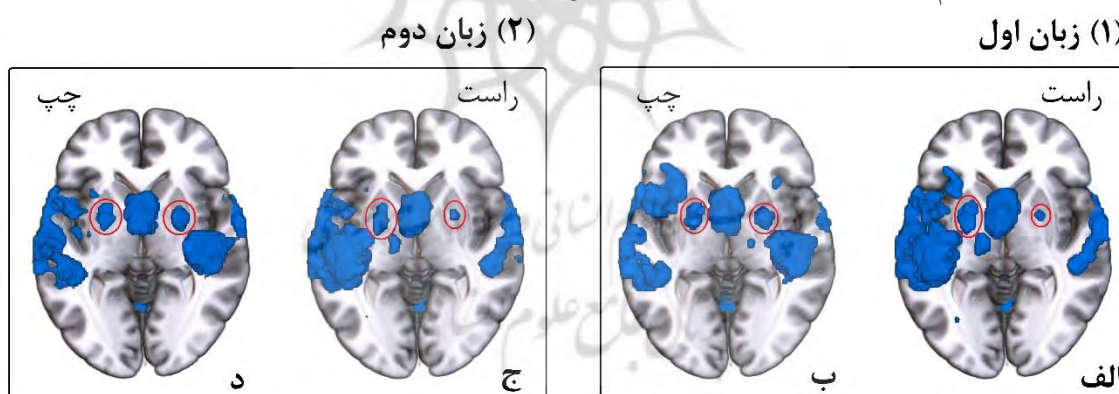 (۱) زبان اول
(۲) زبان دوم
راست
چپ
راست
چپ
الف
ب
ج
د